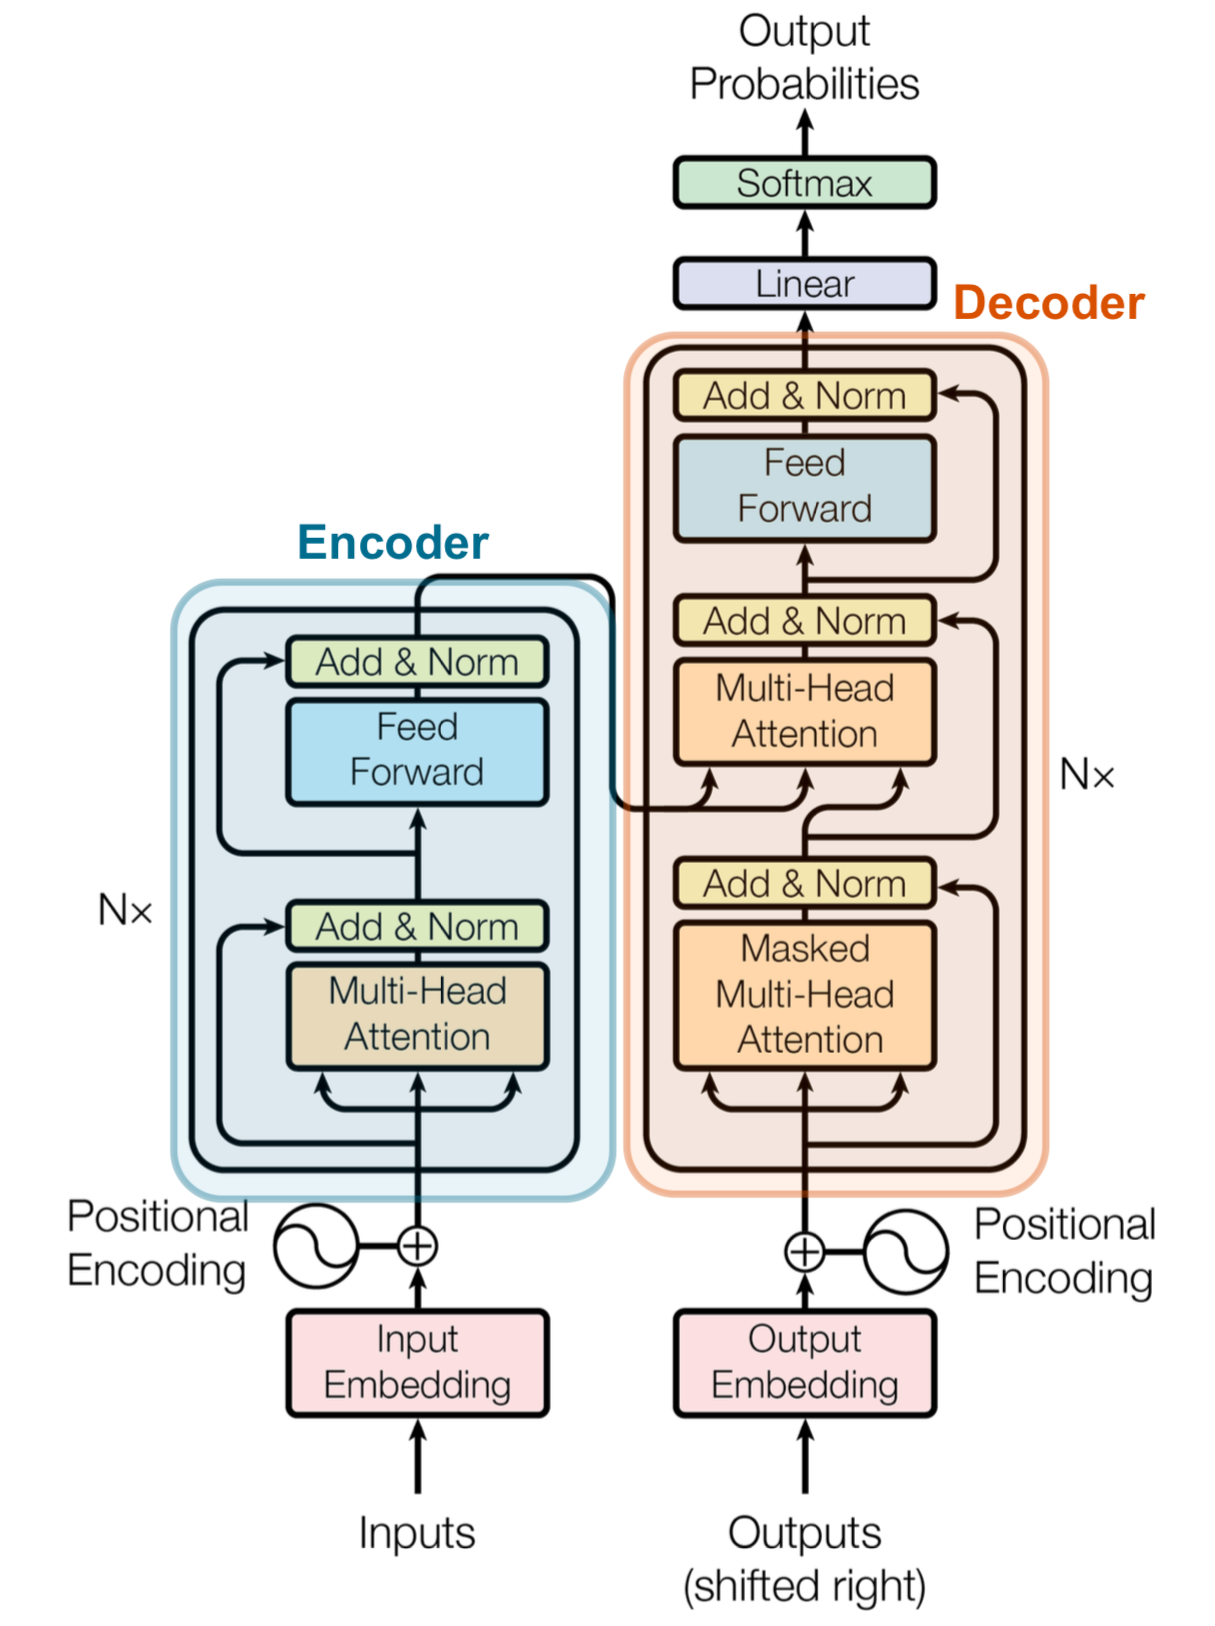 Output
Probabilities
Softmax
Linear
Decoder
Add & Norm
Feed
Forward
Add & Norm
Multi-Head
Attention
Nx
Add & Norm
Masked
Multi-Head
Attention
Encoder
Add & Norm
Feed
Forward
Nx
Add & Norm
Multi-Head
Attention
Positional
Encoding
Positional
Encoding
Input
Embedding
Output
Embedding
Inputs
Outputs
(shifted right)